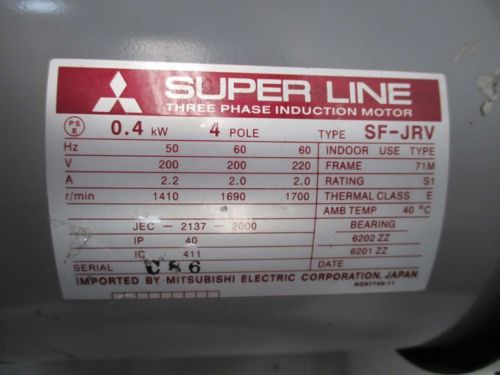 SUPER LINE
THREE PHASE INDUCTION MOTOR
PS E 0.4 kW 4 POLE TYPE SF-JRV
Hz 50 60 60 INDOOR USE TYPE
V 200 200 220 FRAME 71M
A 2.2 2.0 2.0 RATING S1
r/min 1410 1690 1700 THERMAL CLASS E
AMB TEMP 40 °C
JEC - 2137 - 2000 BEARING
IP 40 6202 ZZ
IC 411 6201 ZZ
SERIAL C86 DATE
IMPORTED BY MITSUBISHI ELECTRIC CORPORATION, JAPAN